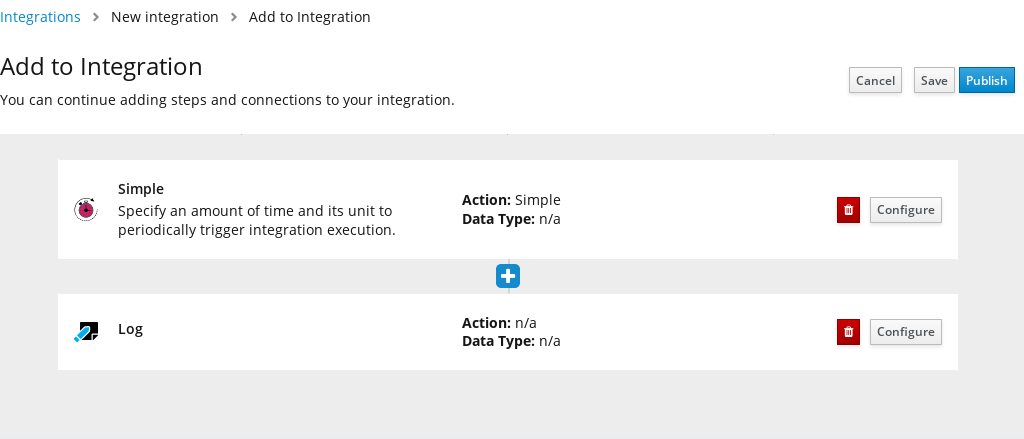 Integrations > New integration > Add to Integration
Add to Integration
You can continue adding steps and connections to your integration.
Cancel Save Publish
Simple
Specify an amount of time and its unit to
periodically trigger integration execution.
Action: Simple
Data Type: n/a
Configure
Log
Action: n/a
Data Type: n/a
Configure